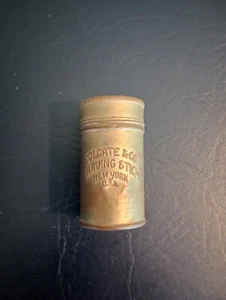 COLGATE & CO.
SHAVING STICK
NEW YORK
U.S.A.